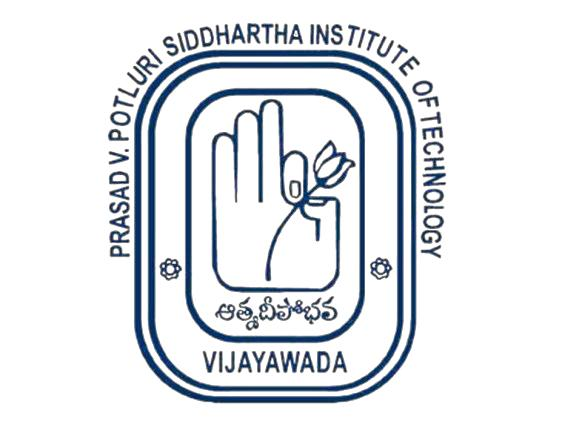 PRASAD V. POTLURI SIDDHARTHA INSTITUTE OF TECHNOLOGY
ఆత్మదీపోభవ
VIJAYAWADA